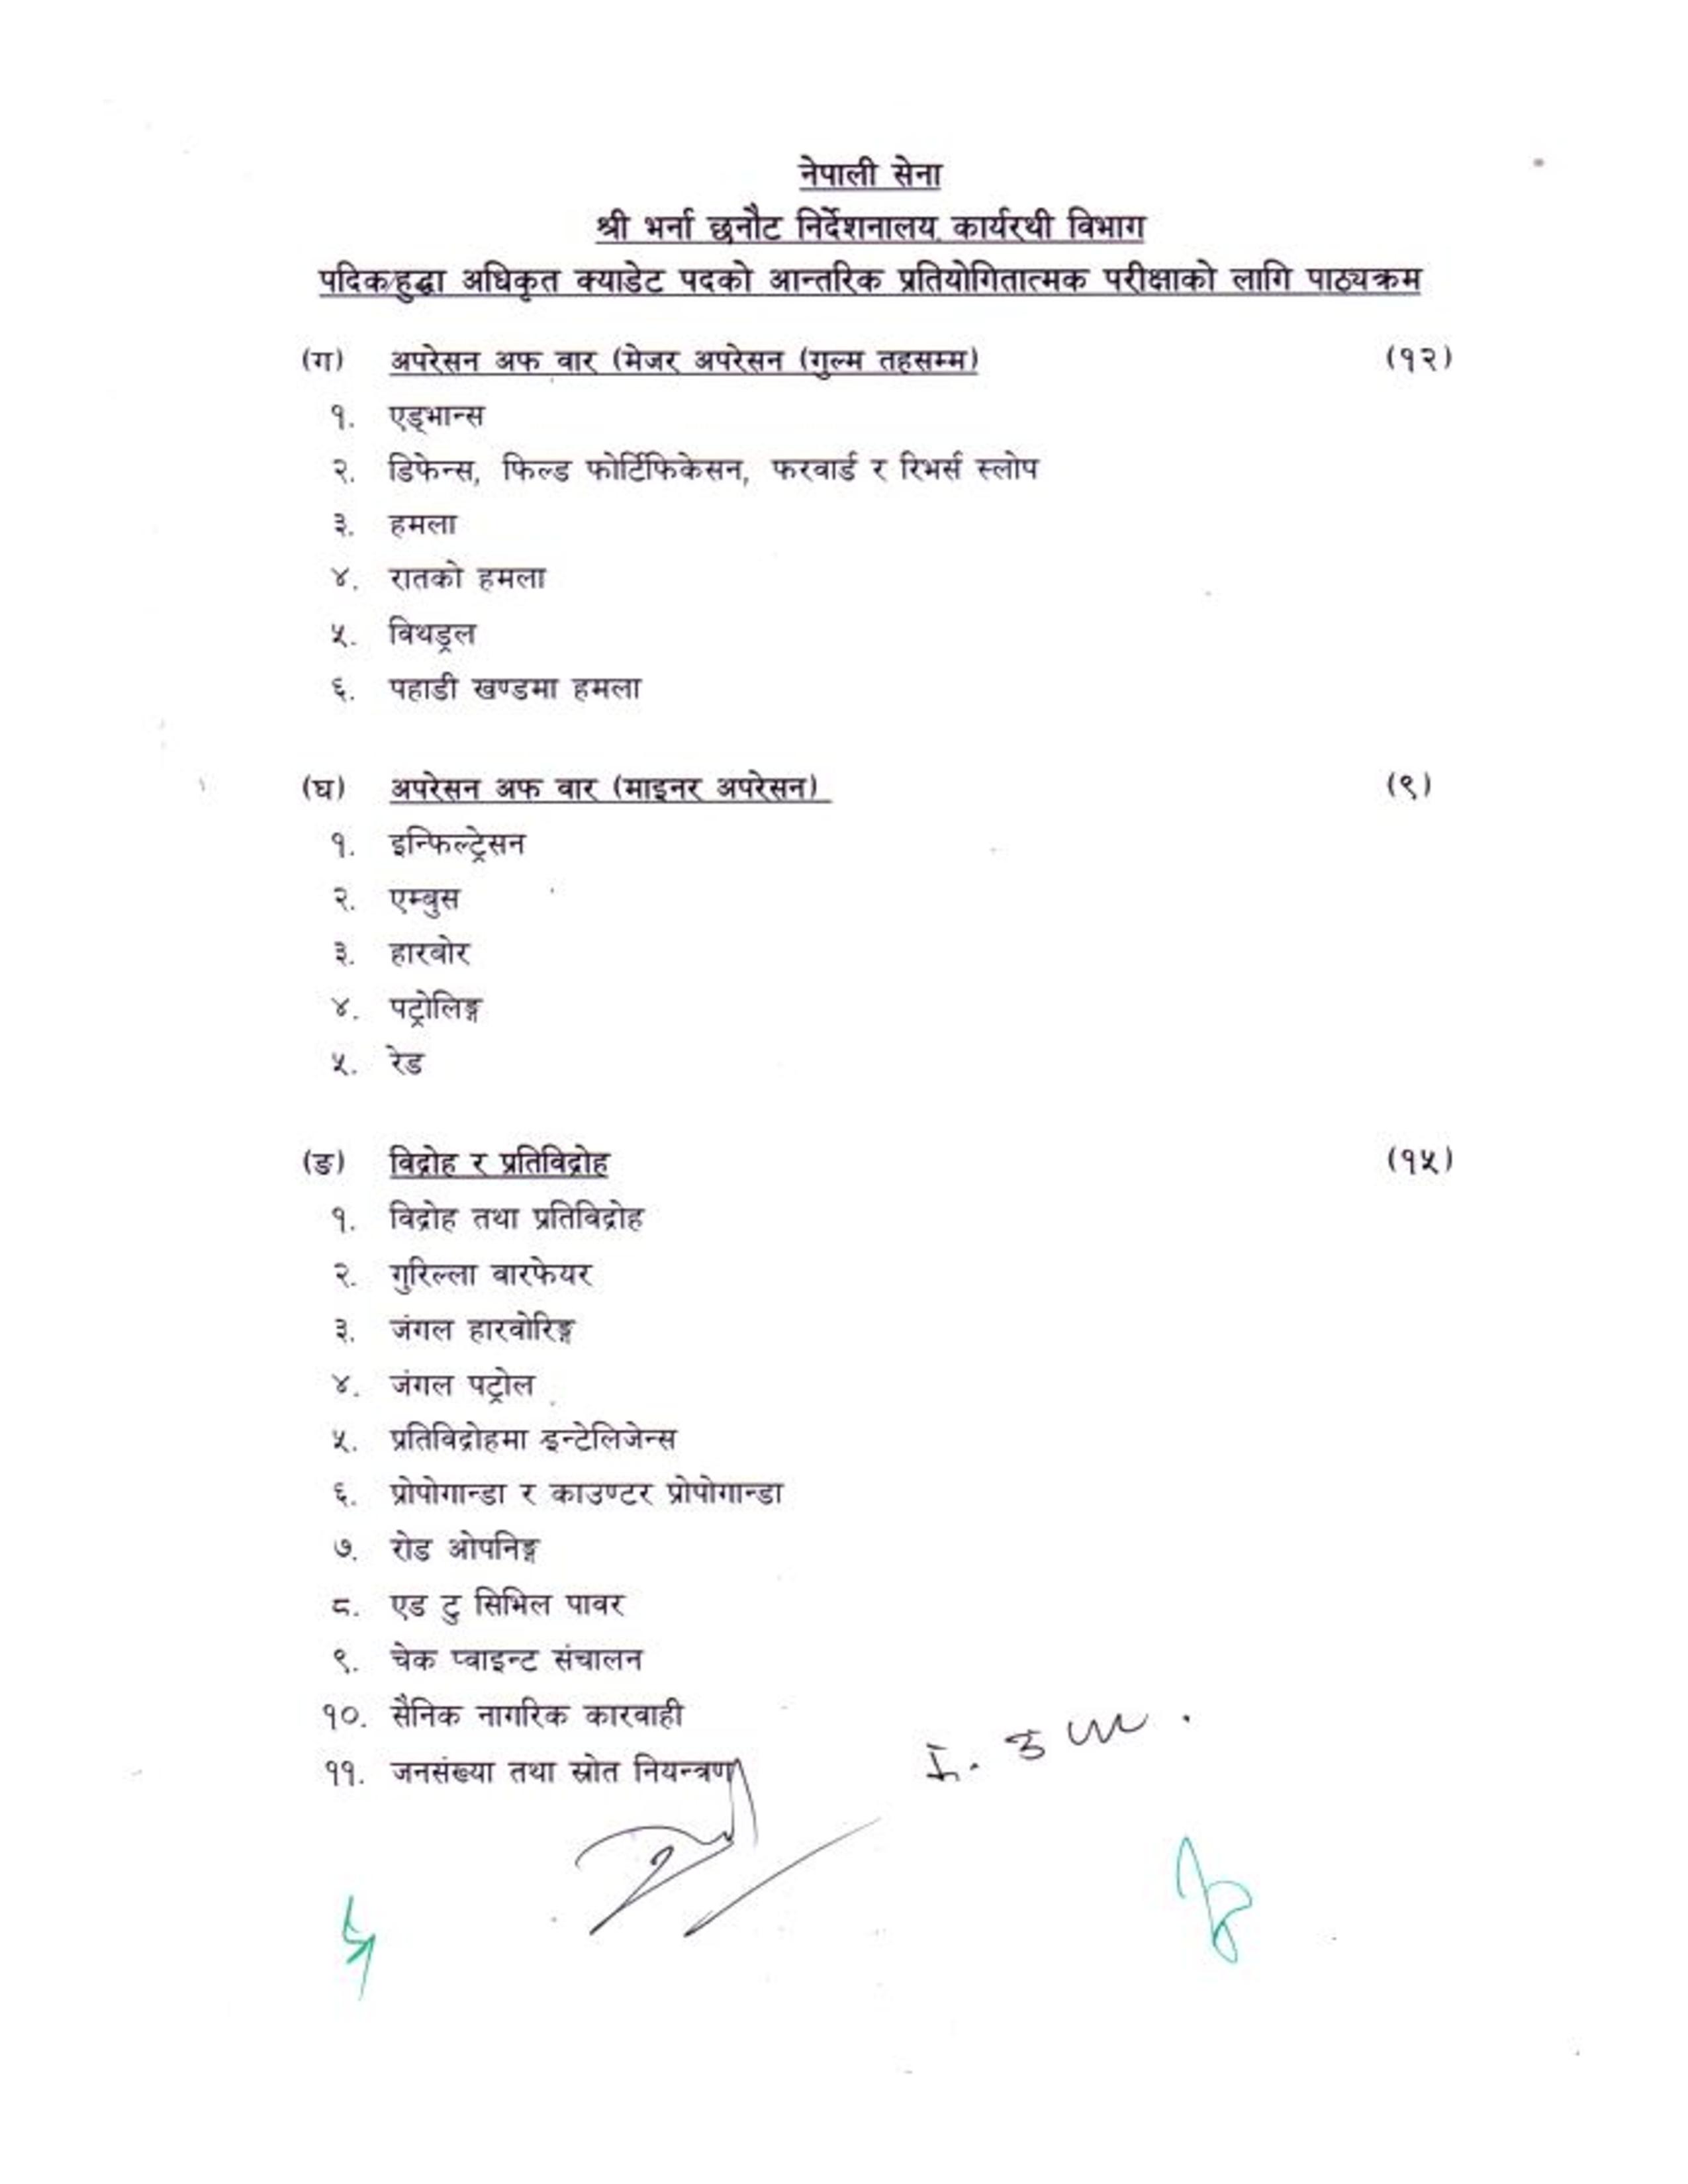 नेपाली सेना
श्री भर्ना छनौट निर्देशनालय कार्यरथी विभाग
पदिक/हुद्धा अधिकृत क्याडेट पदको आन्तरिक प्रतियोगितात्मक परीक्षाको लागि पाठ्यक्रम
(ग) अपरेसन अफ वार (मेजर अपरेसन (गुल्म तहसम्म) (१२)
१. एड्भान्स
२. डिफेन्स, फिल्ड फोर्टिफिकेसन, फरवार्ड र रिभर्स स्लोप
३. हमला
४. रातको हमला
५. विथड्रल
६. पहाडी खण्डमा हमला
(घ) अपरेसन अफ वार (माइनर अपरेसन) (९)
१. इन्फिल्ट्रेसन
२. एम्बुस
३. हारबोर
४. पट्रोलिङ्ग
५. रेड
(ङ) विद्रोह र प्रतिविद्रोह (१५)
१. विद्रोह तथा प्रतिविद्रोह
२. गुरिल्ला वारफेयर
३. जंगल हारवोरिङ्ग
४. जंगल पट्रोल
५. प्रतिविद्रोहमा इन्टेलिजेन्स
६. प्रोपोगान्डा र काउण्टर प्रोपोगान्डा
७. रोड ओपनिङ्ग
८. एड टु सिभिल पावर
९. चेक प्वाइन्ट संचालन
१०. सैनिक नागरिक कारवाही
११. जनसंख्या तथा स्रोत नियन्त्रण